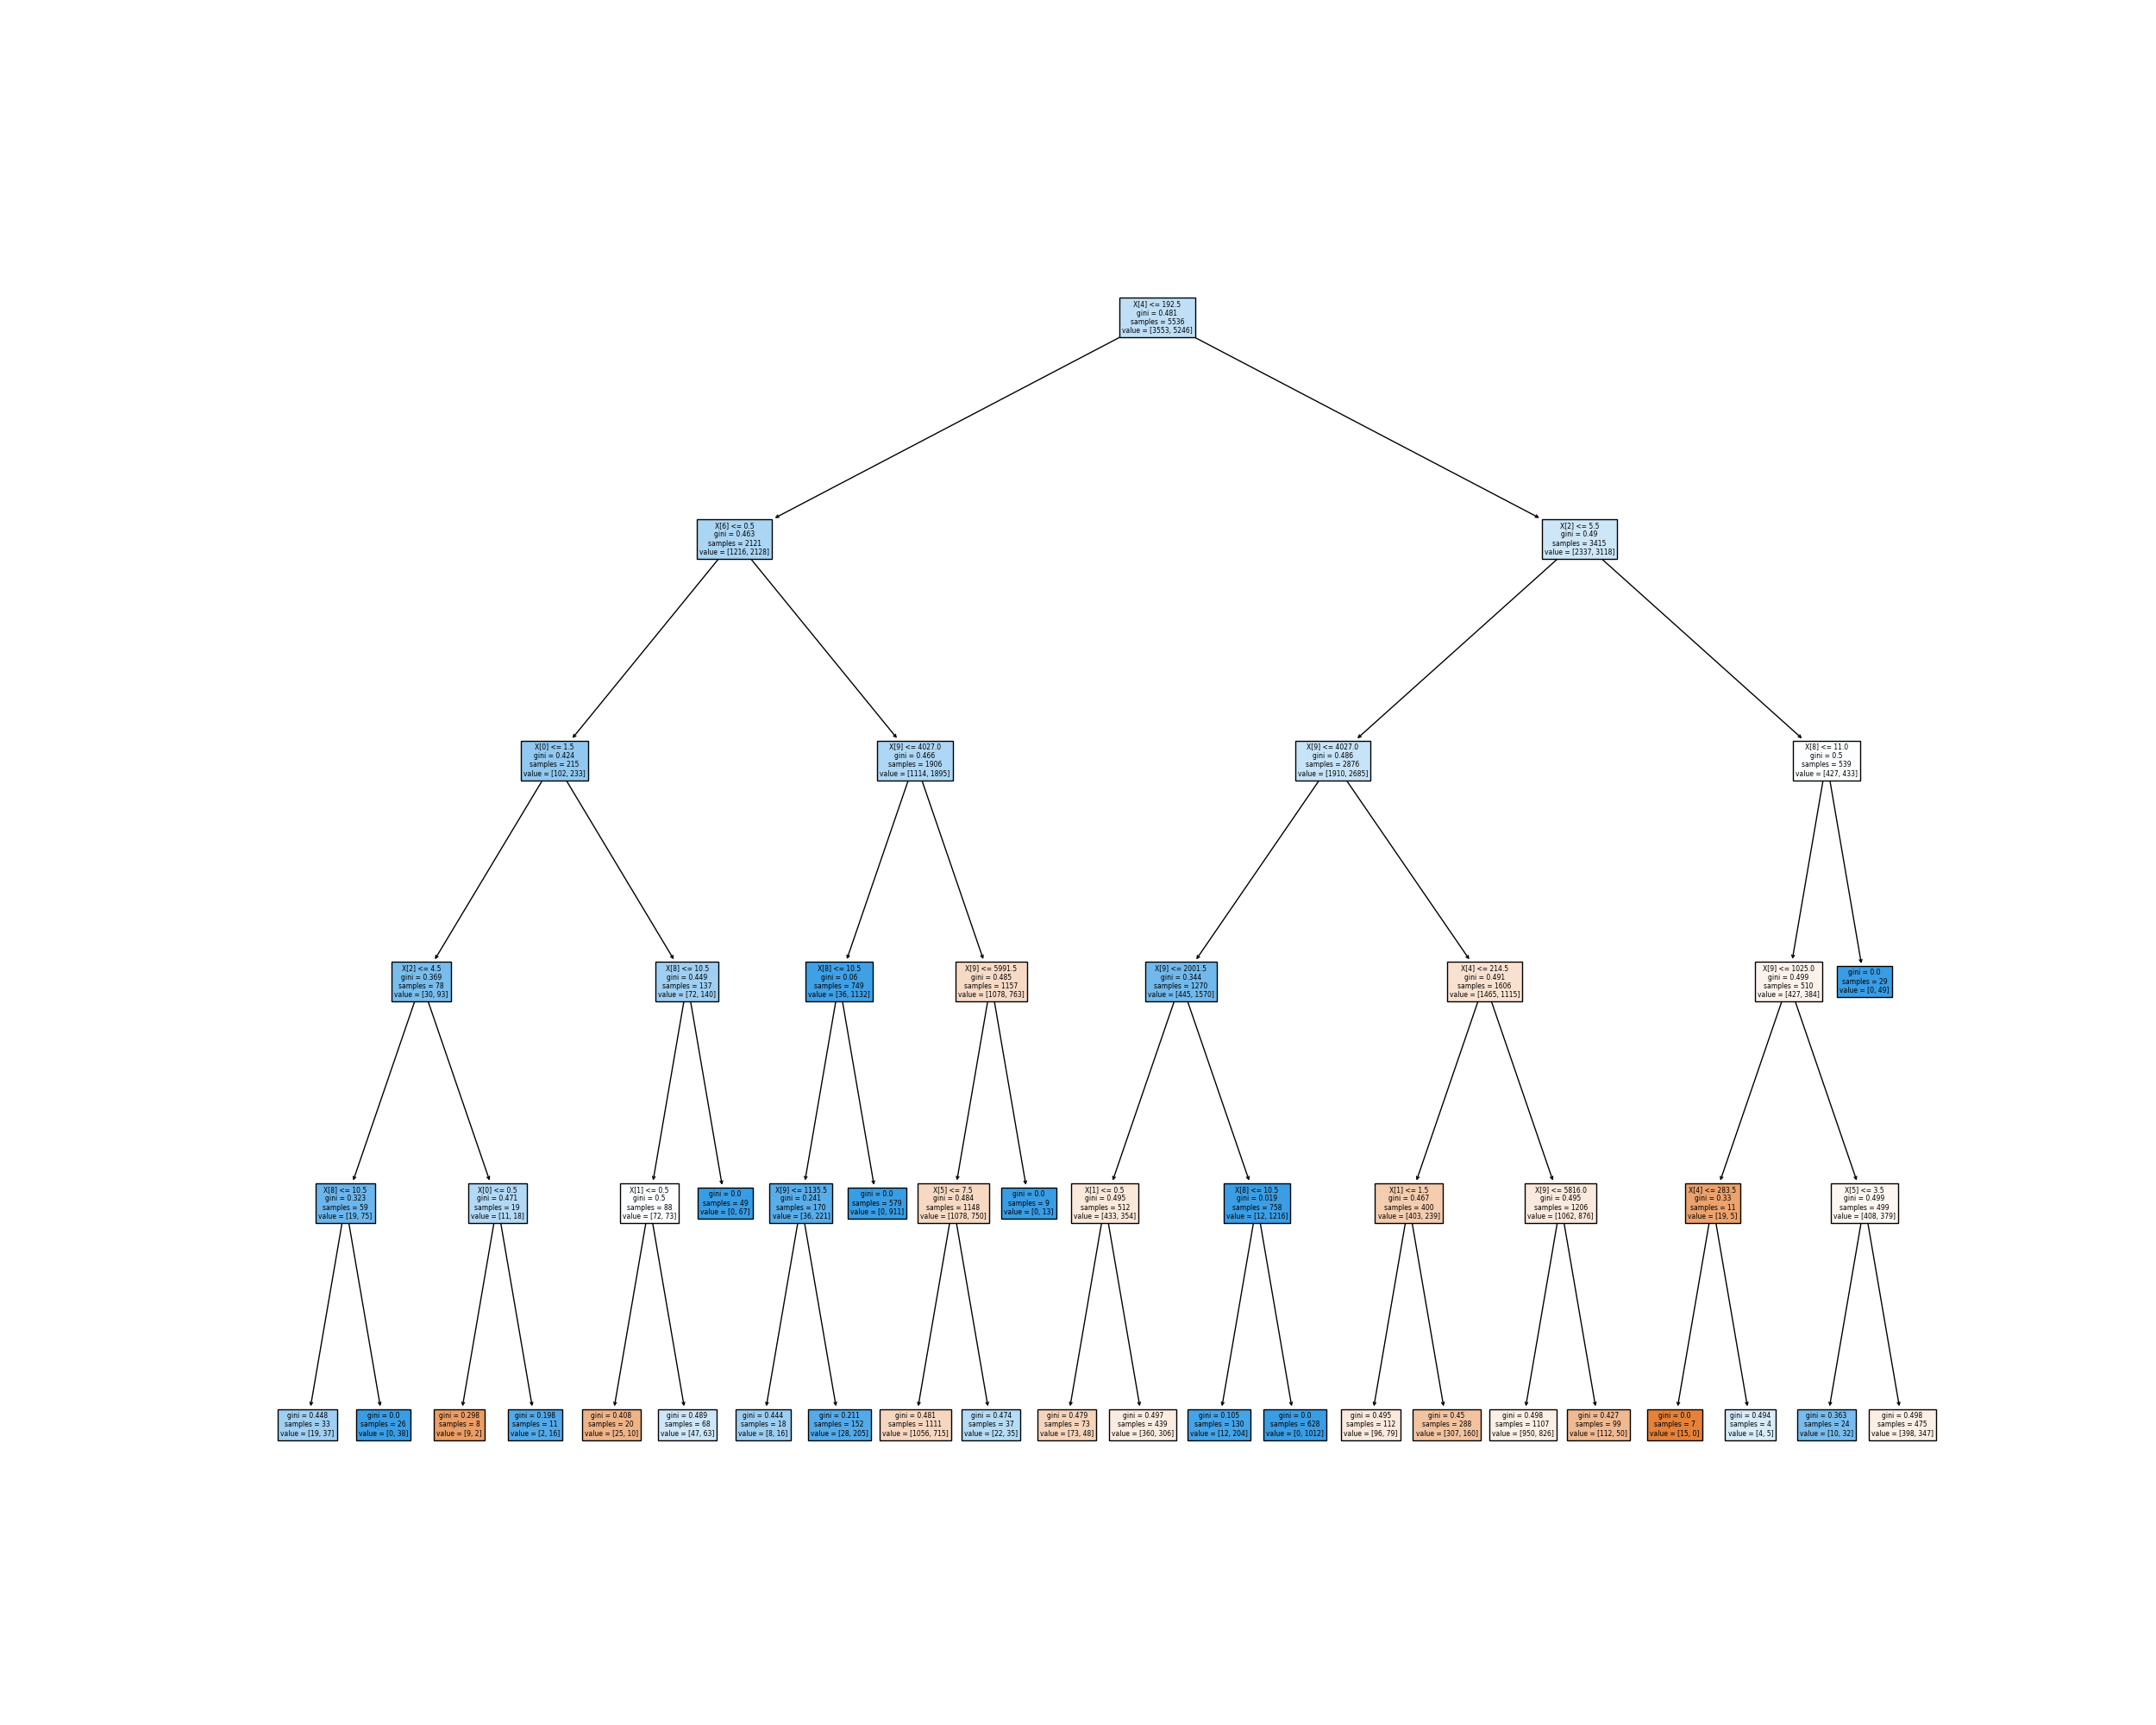 X[4] <= 192.5
gini = 0.481
samples = 5536
value = [3553, 5246]
X[6] <= 0.5
gini = 0.463
samples = 2121
value = [1216, 2128]
X[2] <= 5.5
gini = 0.49
samples = 3415
value = [2337, 3118]
X[0] <= 1.5
gini = 0.424
samples = 215
value = [102, 233]
X[9] <= 4027.0
gini = 0.466
samples = 1906
value = [1114, 1895]
X[9] <= 4027.0
gini = 0.486
samples = 2876
value = [1910, 2685]
X[8] <= 11.0
gini = 0.5
samples = 539
value = [427, 433]
X[2] <= 4.5
gini = 0.369
samples = 78
value = [30, 93]
X[8] <= 10.5
gini = 0.449
samples = 137
value = [72, 140]
X[8] <= 10.5
gini = 0.06
samples = 749
value = [36, 1132]
X[9] <= 5991.5
gini = 0.485
samples = 1157
value = [1078, 763]
X[9] <= 2001.5
gini = 0.344
samples = 1270
value = [445, 1570]
X[4] <= 214.5
gini = 0.491
samples = 1606
value = [1465, 1115]
X[9] <= 1025.0
gini = 0.499
samples = 510
value = [427, 384]
gini = 0.0
samples = 29
value = [0, 49]
X[8] <= 10.5
gini = 0.323
samples = 59
value = [19, 75]
X[0] <= 0.5
gini = 0.471
samples = 19
value = [11, 18]
X[1] <= 0.5
gini = 0.5
samples = 88
value = [72, 73]
gini = 0.0
samples = 49
value = [0, 67]
X[9] <= 1135.5
gini = 0.241
samples = 170
value = [36, 221]
gini = 0.0
samples = 579
value = [0, 911]
X[5] <= 7.5
gini = 0.484
samples = 1148
value = [1078, 750]
gini = 0.0
samples = 9
value = [0, 13]
X[1] <= 0.5
gini = 0.495
samples = 512
value = [433, 354]
X[8] <= 10.5
gini = 0.019
samples = 758
value = [12, 1216]
X[1] <= 1.5
gini = 0.467
samples = 400
value = [403, 239]
X[9] <= 5816.0
gini = 0.495
samples = 1206
value = [1062, 876]
X[4] <= 283.5
gini = 0.33
samples = 11
value = [19, 5]
X[5] <= 3.5
gini = 0.499
samples = 499
value = [408, 379]
gini = 0.448
samples = 33
value = [19, 37]
gini = 0.0
samples = 26
value = [0, 38]
gini = 0.298
samples = 8
value = [9, 2]
gini = 0.198
samples = 11
value = [2, 16]
gini = 0.408
samples = 20
value = [25, 10]
gini = 0.489
samples = 68
value = [47, 63]
gini = 0.444
samples = 18
value = [8, 16]
gini = 0.211
samples = 152
value = [28, 205]
gini = 0.481
samples = 1111
value = [1056, 715]
gini = 0.474
samples = 37
value = [22, 35]
gini = 0.479
samples = 73
value = [73, 48]
gini = 0.497
samples = 439
value = [360, 306]
gini = 0.105
samples = 130
value = [12, 204]
gini = 0.0
samples = 628
value = [0, 1012]
gini = 0.495
samples = 112
value = [96, 79]
gini = 0.45
samples = 288
value = [307, 160]
gini = 0.498
samples = 1107
value = [950, 826]
gini = 0.427
samples = 99
value = [112, 50]
gini = 0.0
samples = 7
value = [15, 0]
gini = 0.494
samples = 4
value = [4, 5]
gini = 0.363
samples = 24
value = [10, 32]
gini = 0.498
samples = 475
value = [398, 347]